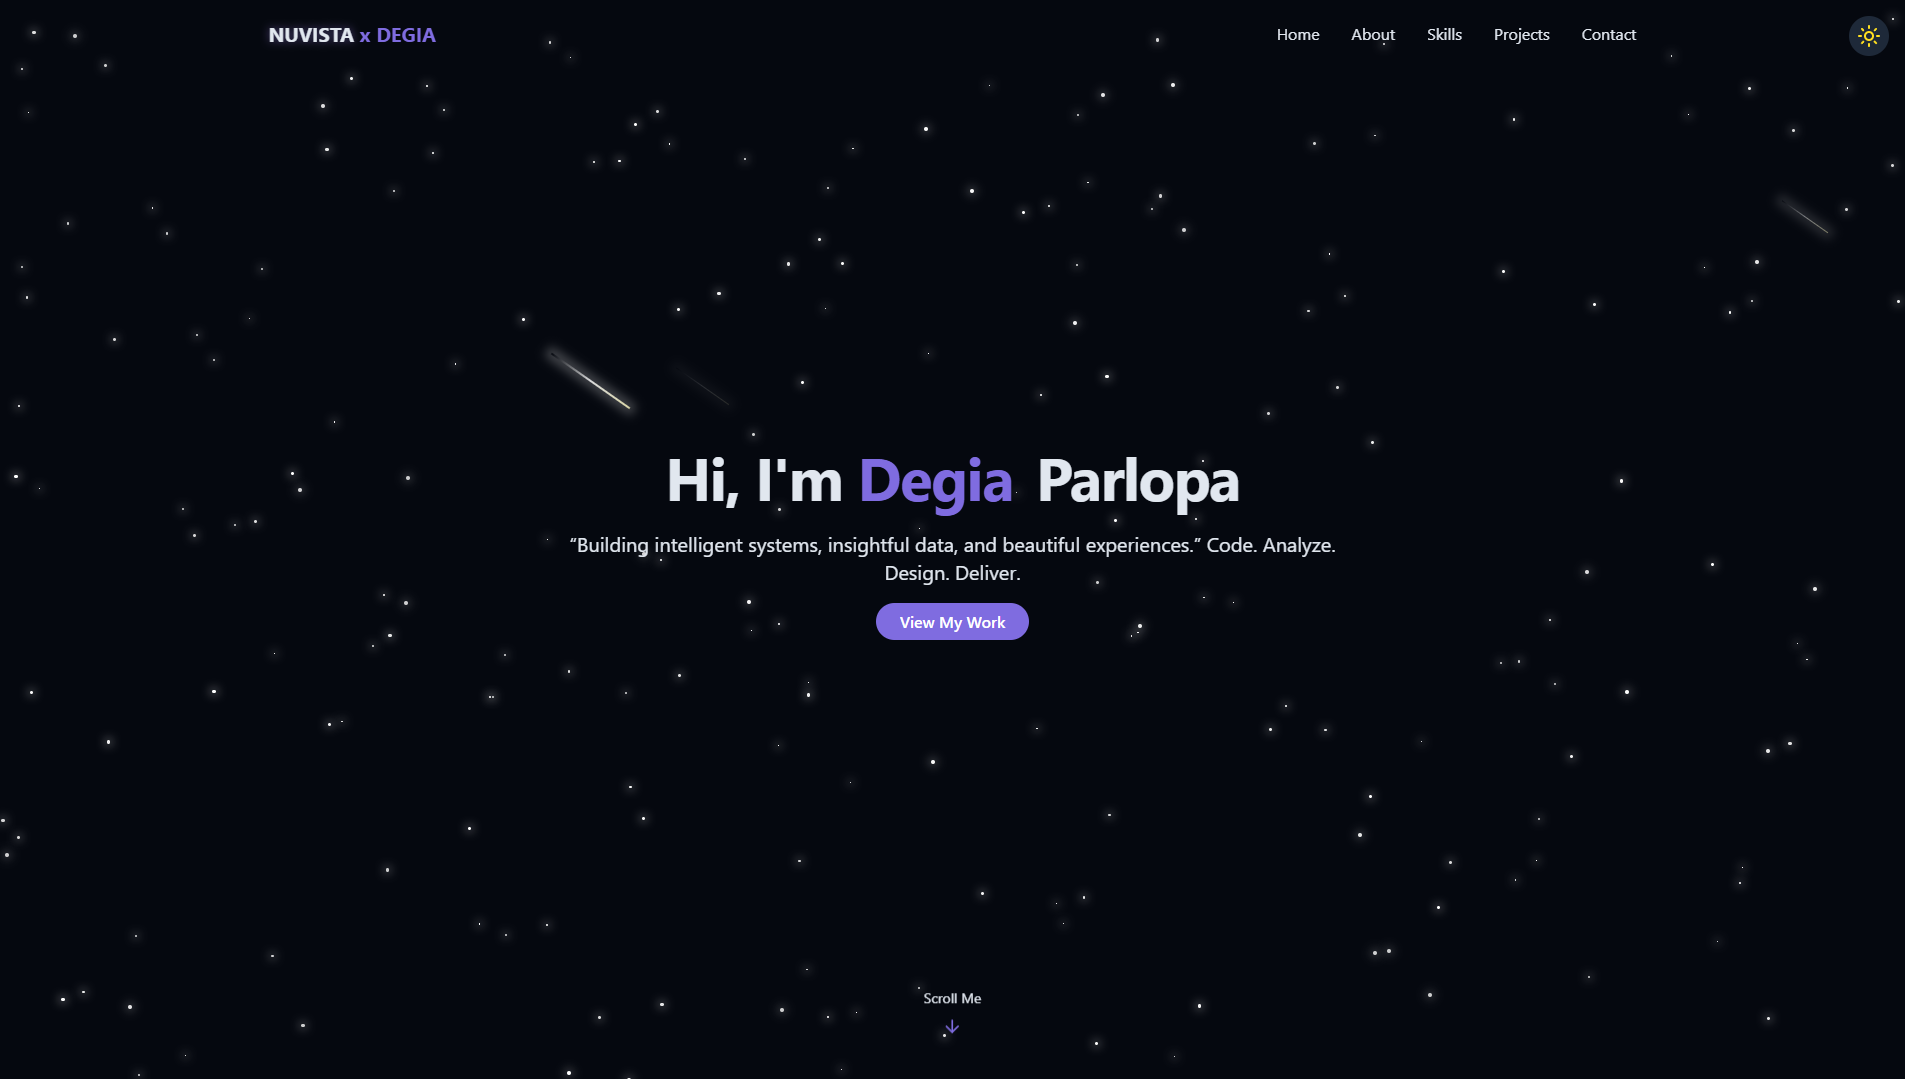 NUVISTA x DEGIA
Home About Skills Projects Contact
Hi, I'm Degia Parlopa
“Building intelligent systems, insightful data, and beautiful experiences.” Code. Analyze.
Design. Deliver.
View My Work
Scroll Me